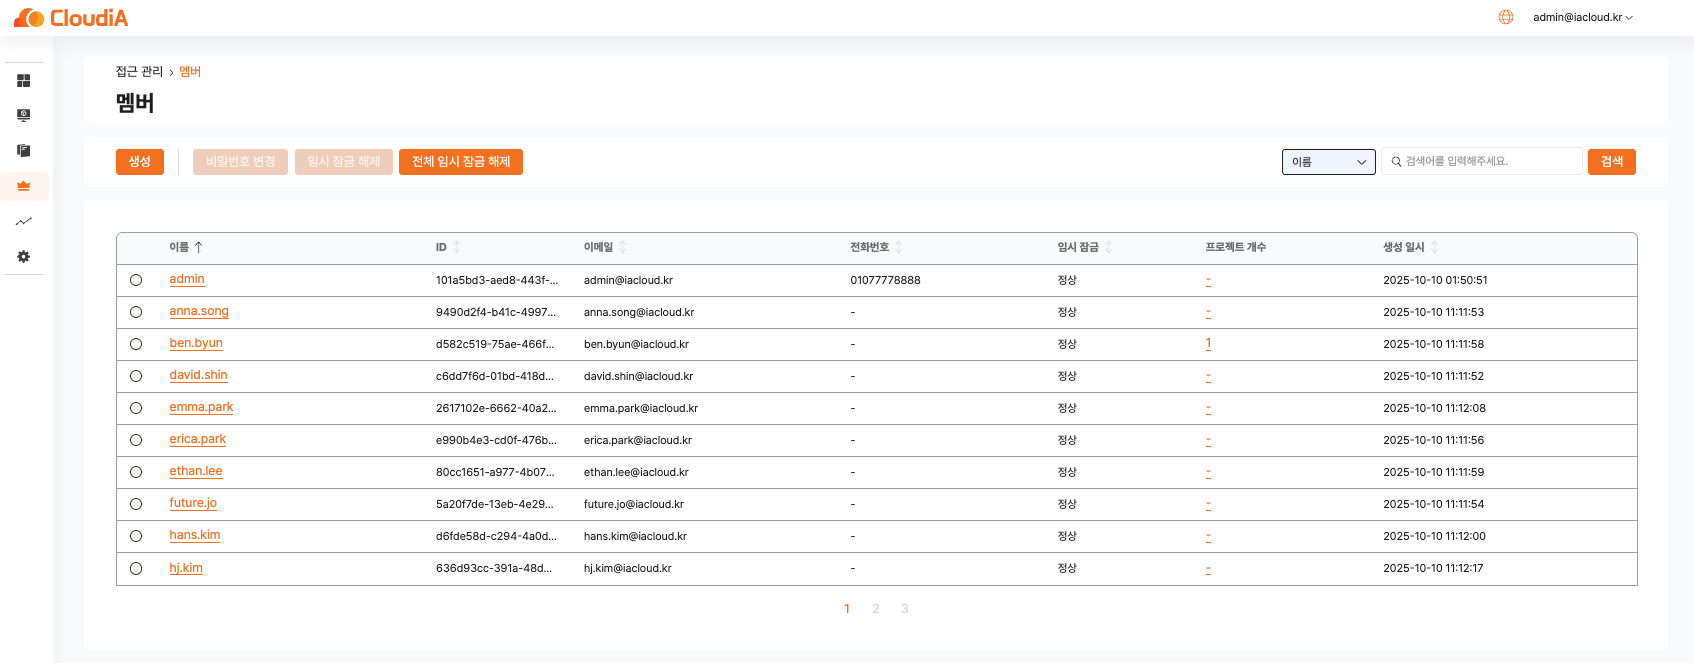 CloudiA
admin@iacloud.kr
접근 관리 > 멤버
멤버
생성 비밀번호 변경 임시 잠금 해제 전체 임시 잠금 해제 이름 검색어를 입력해주세요. 검색
이름 ID 이메일 전화번호 임시 잠금 프로젝트 개수 생성 일시
admin 101a5bd3-aed8-443f-... admin@iacloud.kr 01077778888 정상 - 2025-10-10 01:50:51
anna.song 9490d2f4-b41c-4997... anna.song@iacloud.kr - 정상 - 2025-10-10 11:11:53
ben.byun d582c519-75ae-466f... ben.byun@iacloud.kr - 정상 1 2025-10-10 11:11:58
david.shin c6dd7f6d-01bd-418d... david.shin@iacloud.kr - 정상 - 2025-10-10 11:11:52
emma.park 2617102e-6662-40a2... emma.park@iacloud.kr - 정상 - 2025-10-10 11:12:08
erica.park e990b4e3-cd0f-476b... erica.park@iacloud.kr - 정상 - 2025-10-10 11:11:56
ethan.lee 80cc1651-a977-4b07... ethan.lee@iacloud.kr - 정상 - 2025-10-10 11:11:59
future.jo 5a20f7de-13eb-4e29... future.jo@iacloud.kr - 정상 - 2025-10-10 11:11:54
hans.kim d6fde58d-c294-4a0d... hans.kim@iacloud.kr - 정상 - 2025-10-10 11:12:00
hj.kim 636d93cc-391a-48d... hj.kim@iacloud.kr - 정상 - 2025-10-10 11:12:17
1 2 3